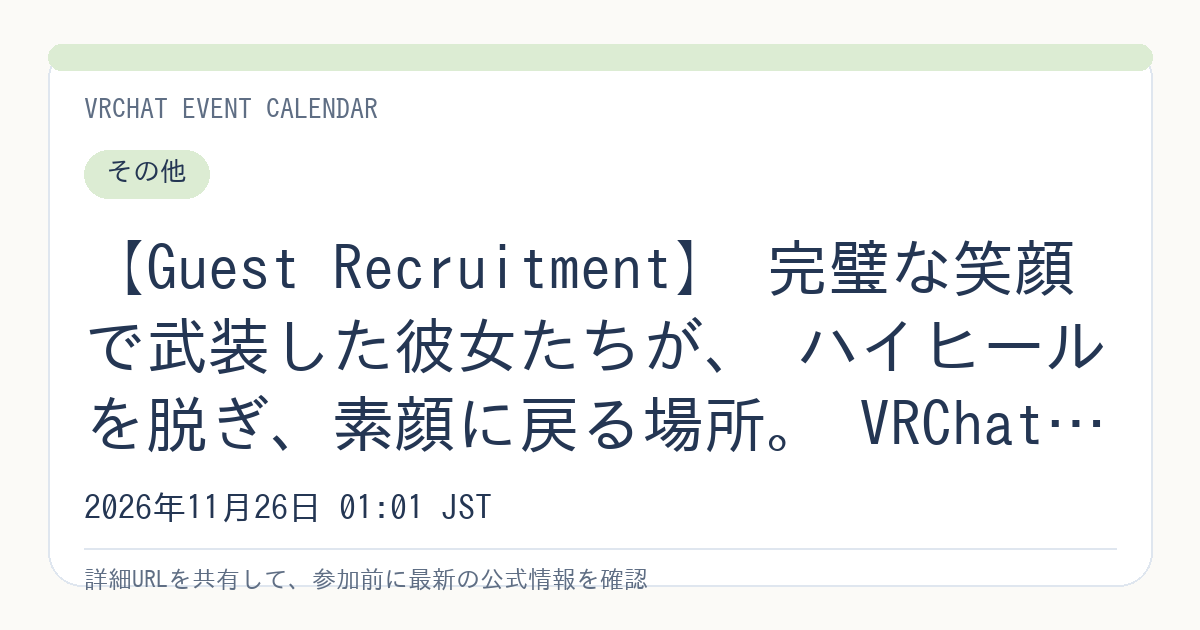 VRCHAT EVENT CALENDAR
その他
【Guest Recruitment】 完璧な笑顔
で武装した彼女たちが、 ハイヒール
を脱ぎ、素顔に戻る場所。 VRChat…
2026年11月26日 01:01 JST
詳細URLを共有して、参加前に最新の公式情報を確認